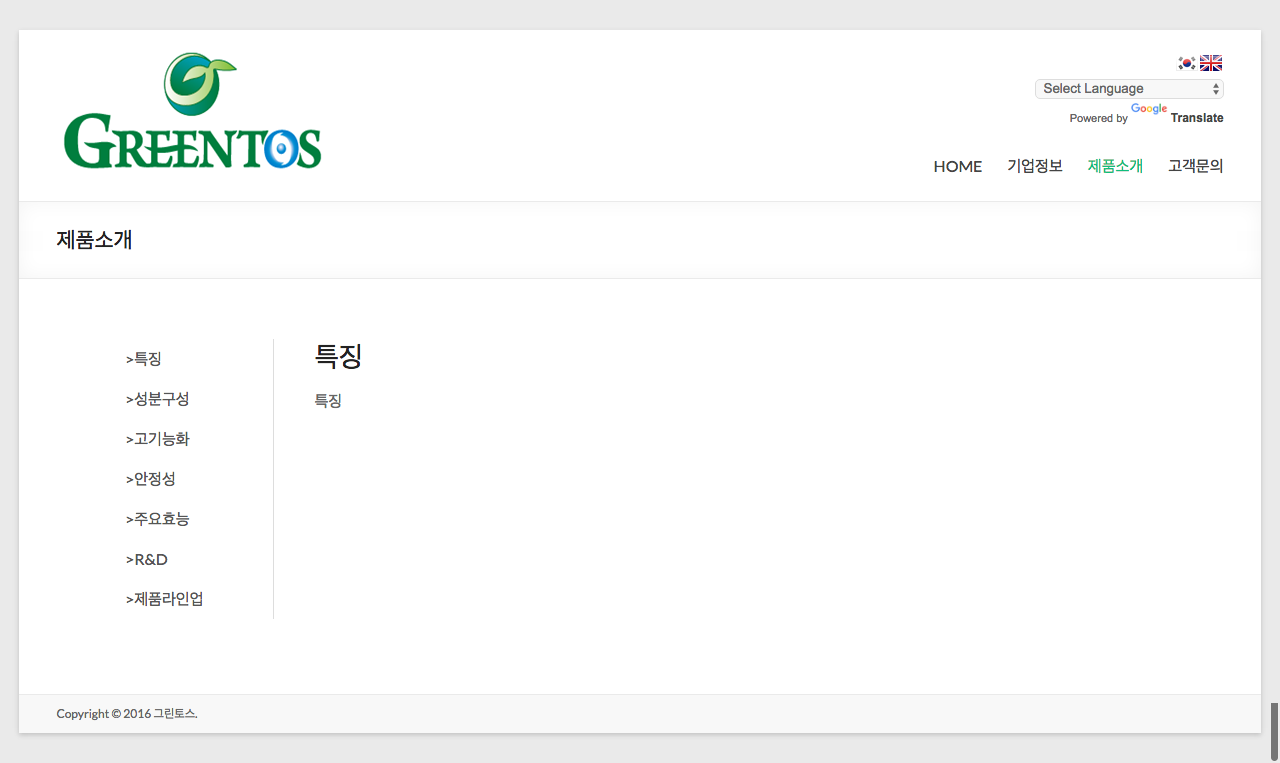 GREENTOS
Select Language
Powered by Google Translate
HOME 기업정보 제품소개 고객문의
제품소개
>특징
>성분구성
>고기능화
>안정성
>주요효능
>R&D
>제품라인업
특징
특징
Copyright © 2016 그린토스.